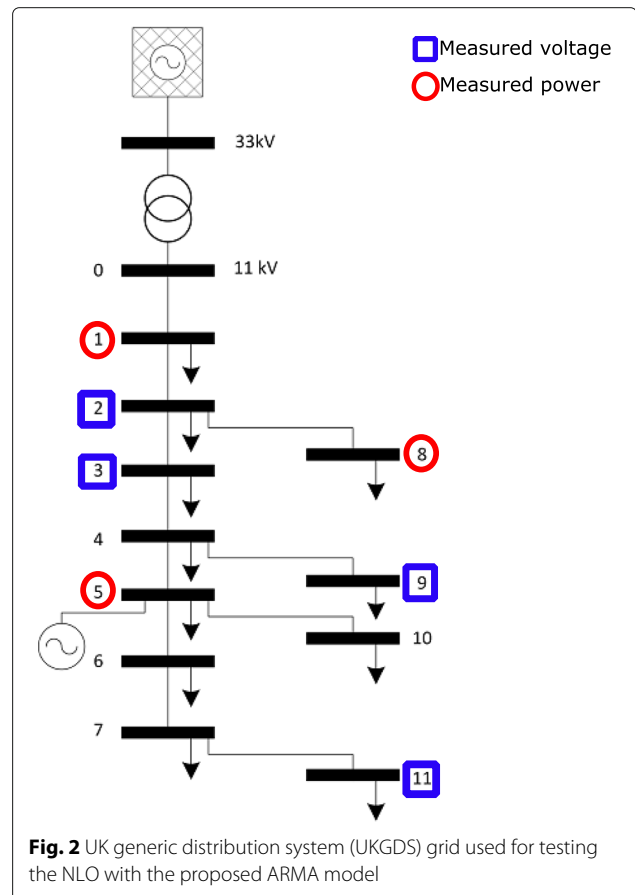 Measured voltage
Measured power
33kV
0
11 kV
1
2
8
3
4
9
5
10
6
7
11
Fig. 2 UK generic distribution system (UKGDS) grid used for testing
the NLO with the proposed ARMA model